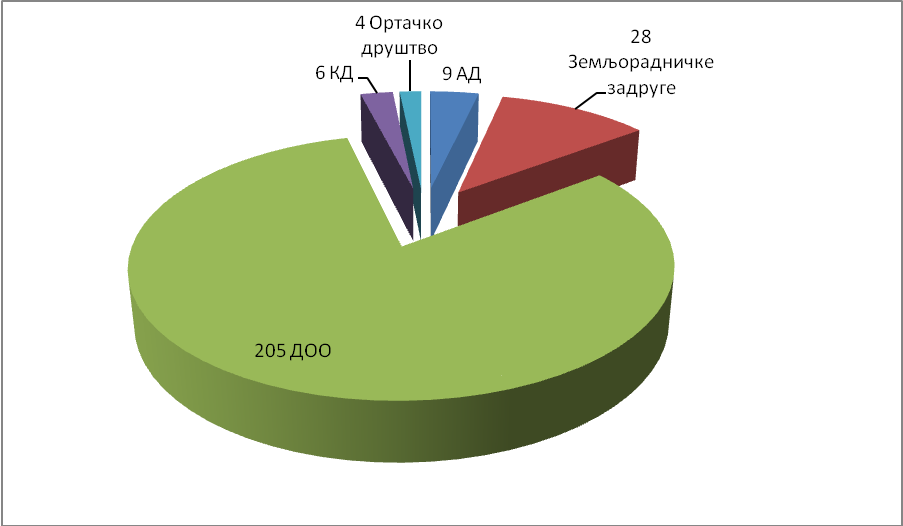 4 Ортачко
друштво
6 КД
9 АД
28
Земљорадничке
задруге
205 ДОО